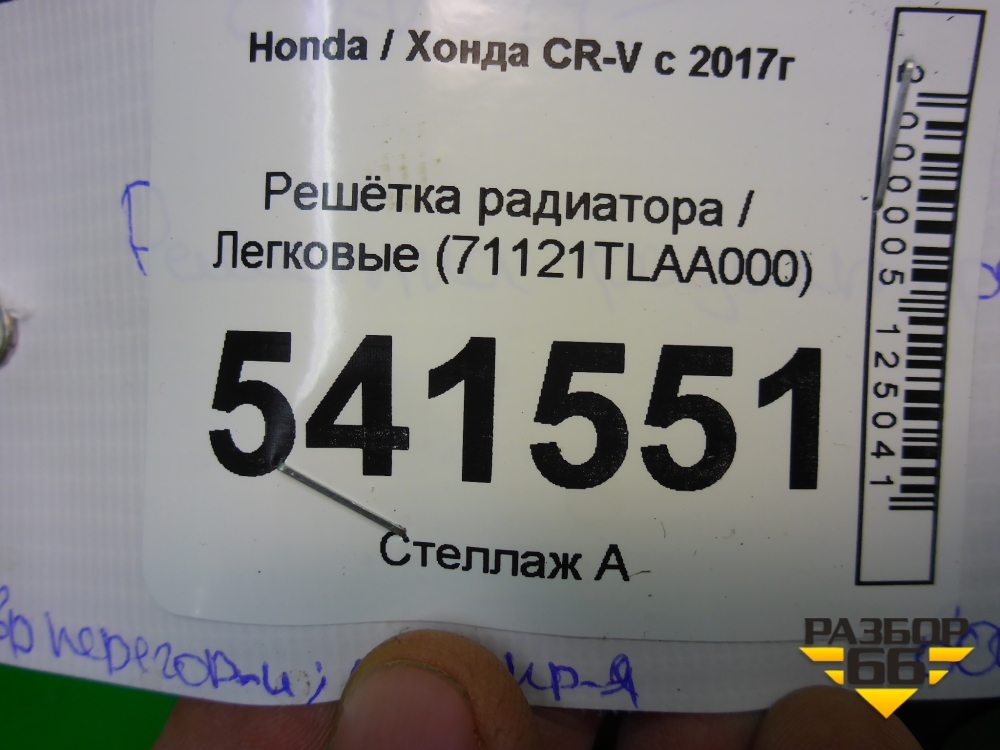 Honda / Хонда CR-V с 2017г
Решётка радиатора /
Легковые (71121TLAA000)
541551
Стеллаж А
2000005125041
РАЗБОР
66